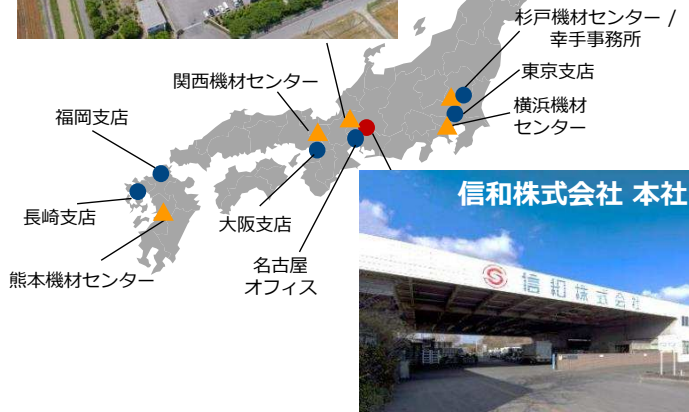 杉戸機材センター /
幸手事務所
東京支店
横浜機材
センター
関西機材センター
福岡支店
長崎支店
大阪支店
熊本機材センター
名古屋
オフィス
信和株式会社 本社
S 信和株式会社